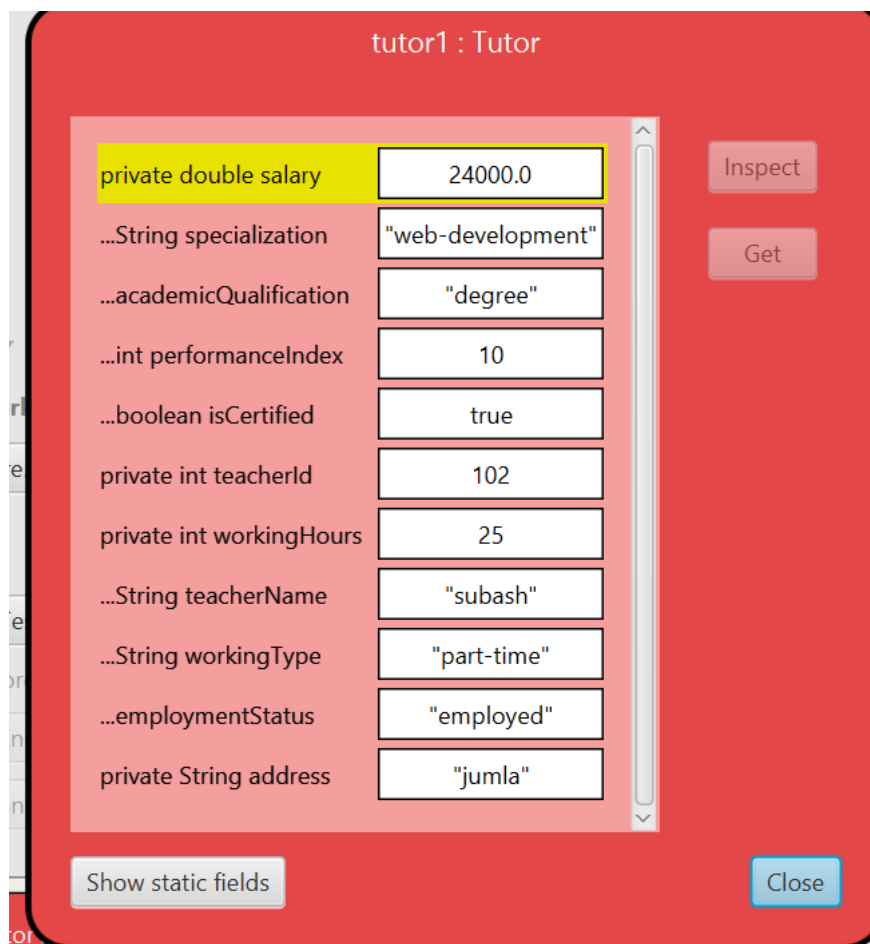 tutor1 : Tutor
private double salary 24000.0
...String specialization "web-development"
...academicQualification "degree"
...int performanceIndex 10
...boolean isCertified true
private int teacherId 102
private int workingHours 25
...String teacherName "subash"
...String workingType "part-time"
...employmentStatus "employed"
private String address "jumla"
Inspect
Get
Show static fields
Close